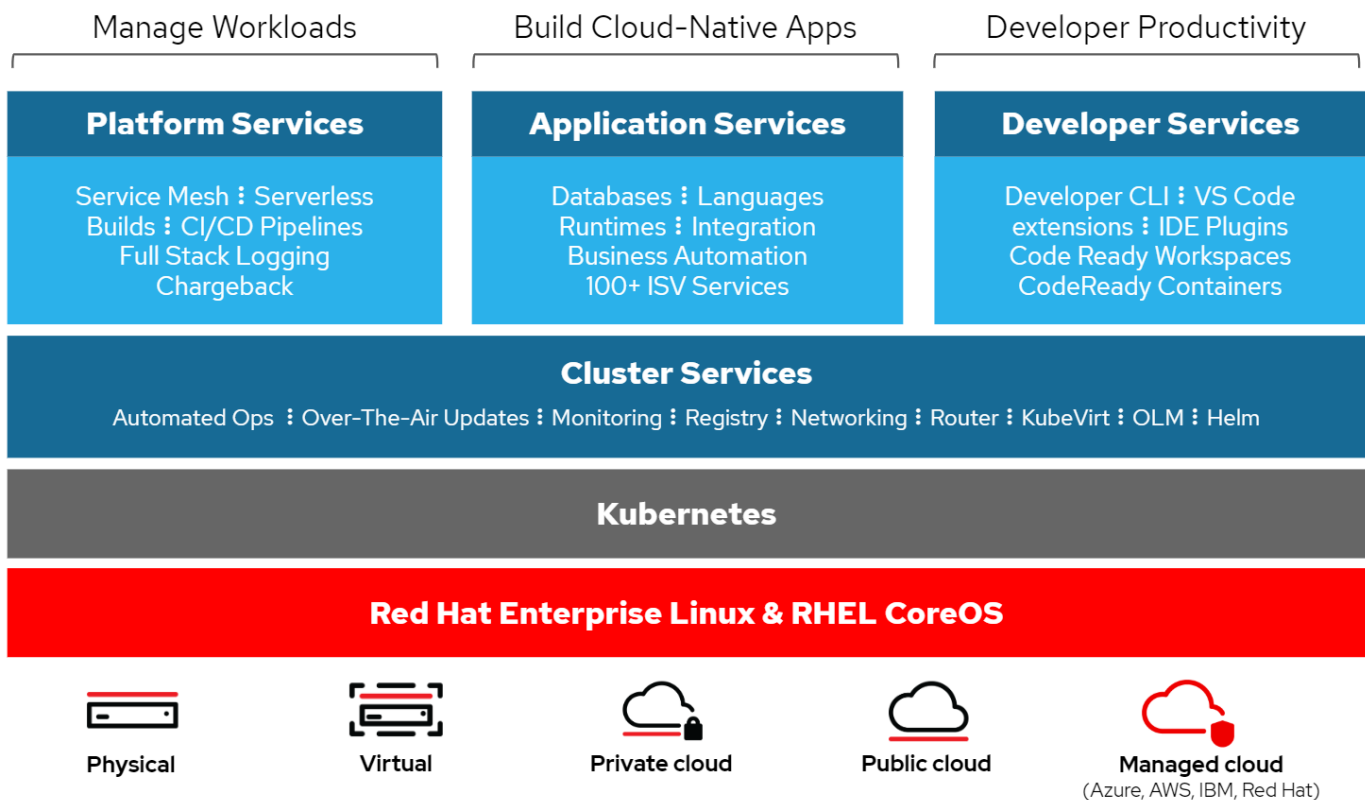 Manage Workloads
Build Cloud-Native Apps
Developer Productivity
Platform Services
Service Mesh ⋮ Serverless
Builds ⋮ CI/CD Pipelines
Full Stack Logging
Chargeback
Application Services
Databases ⋮ Languages
Runtimes ⋮ Integration
Business Automation
100+ ISV Services
Developer Services
Developer CLI ⋮ VS Code
extensions ⋮ IDE Plugins
Code Ready Workspaces
CodeReady Containers
Cluster Services
Automated Ops ⋮ Over-The-Air Updates ⋮ Monitoring ⋮ Registry ⋮ Networking ⋮ Router ⋮ KubeVirt ⋮ OLM ⋮ Helm
Kubernetes
Red Hat Enterprise Linux & RHEL CoreOS
Physical
Virtual
Private cloud
Public cloud
Managed cloud
(Azure, AWS, IBM, Red Hat)